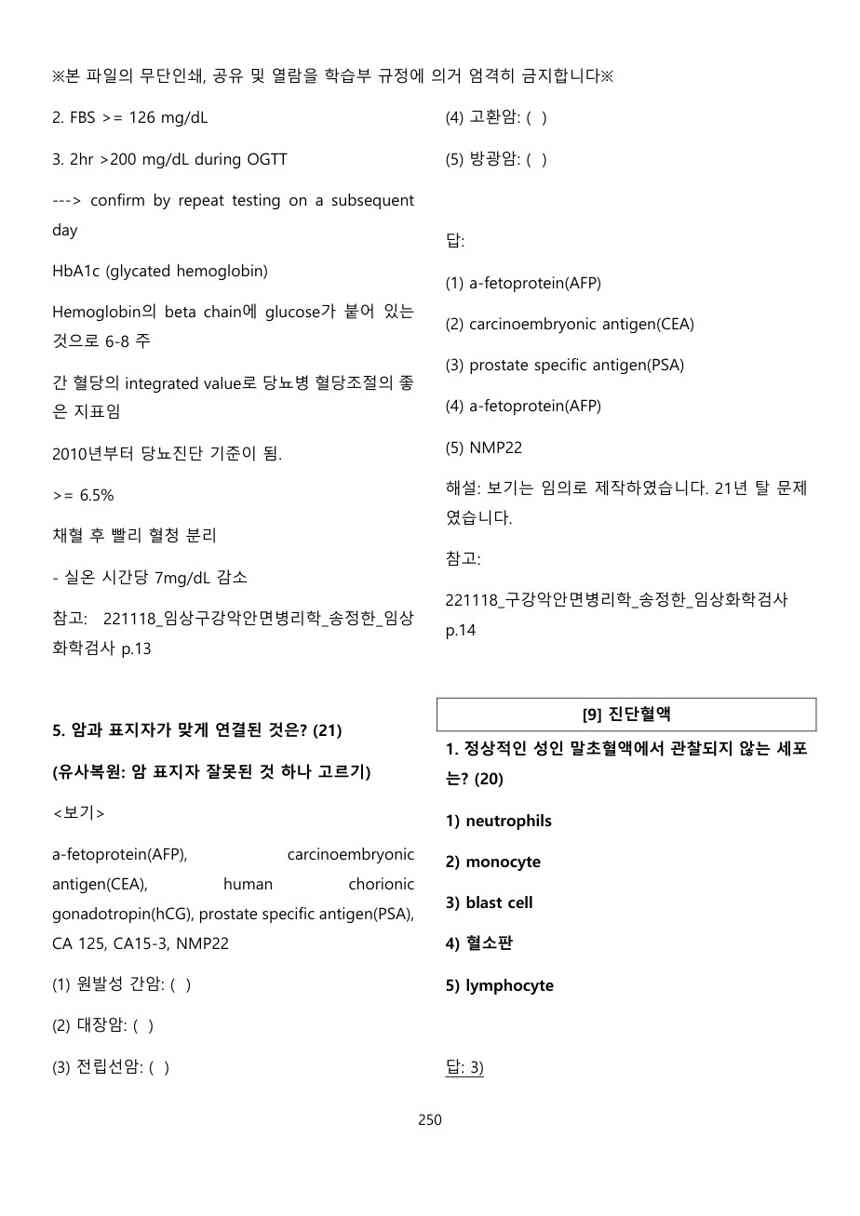 ※본 파일의 무단인쇄, 공유 및 열람을 학습부 규정에 의거 엄격히 금지합니다※
2. FBS >= 126 mg/dL
3. 2hr >200 mg/dL during OGTT
---> confirm by repeat testing on a subsequent
day
HbA1c (glycated hemoglobin)
Hemoglobin의 beta chain에 glucose가 붙어 있는
것으로 6-8 주
간 혈당의 integrated value로 당뇨병 혈당조절의 좋
은 지표임
2010년부터 당뇨진단 기준이 됨.
>= 6.5%
채혈 후 빨리 혈청 분리
- 실온 시간당 7mg/dL 감소
참고: 221118_임상구강악안면병리학_송정한_임상
화학검사 p.13
5. 암과 표지자가 맞게 연결된 것은? (21)
(유사복원: 암 표지자 잘못된 것 하나 고르기)
<보기>
a-fetoprotein(AFP), carcinoembryonic
antigen(CEA), human chorionic
gonadotropin(hCG), prostate specific antigen(PSA),
CA 125, CA15-3, NMP22
(1) 원발성 간암: ( )
(2) 대장암: ( )
(3) 전립선암: ( )
(4) 고환암: ( )
(5) 방광암: ( )
답:
(1) a-fetoprotein(AFP)
(2) carcinoembryonic antigen(CEA)
(3) prostate specific antigen(PSA)
(4) a-fetoprotein(AFP)
(5) NMP22
해설: 보기는 임의로 제작하였습니다. 21년 탈 문제
였습니다.
참고:
221118_구강악안면병리학_송정한_임상화학검사
p.14
[9] 진단혈액
1. 정상적인 성인 말초혈액에서 관찰되지 않는 세포
는? (20)
1) neutrophils
2) monocyte
3) blast cell
4) 혈소판
5) lymphocyte
답: 3)
250